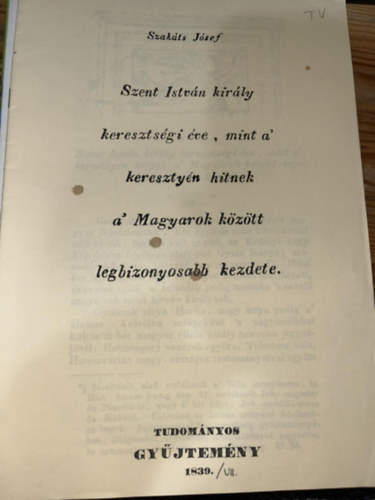 TV
Szakáts József
Szent István király
keresztségi éve, mint a'
keresztyén hitnek
a' Magyarok között
legbizonyosabb kezdete.
TUDOMÁNYOS
GYŰJTEMÉNY
1839. /VII.